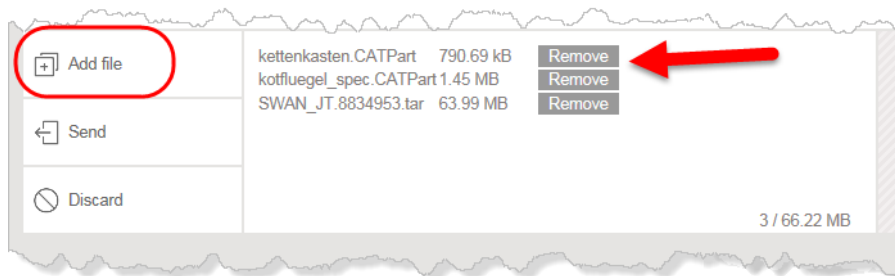 Add file
kettenkasten.CATPart 790.69 kB Remove
kotfluegel_spec.CATPart 1.45 MB Remove
SWAN_JT.8834953.tar 63.99 MB Remove
Send
Discard
3 / 66.22 MB